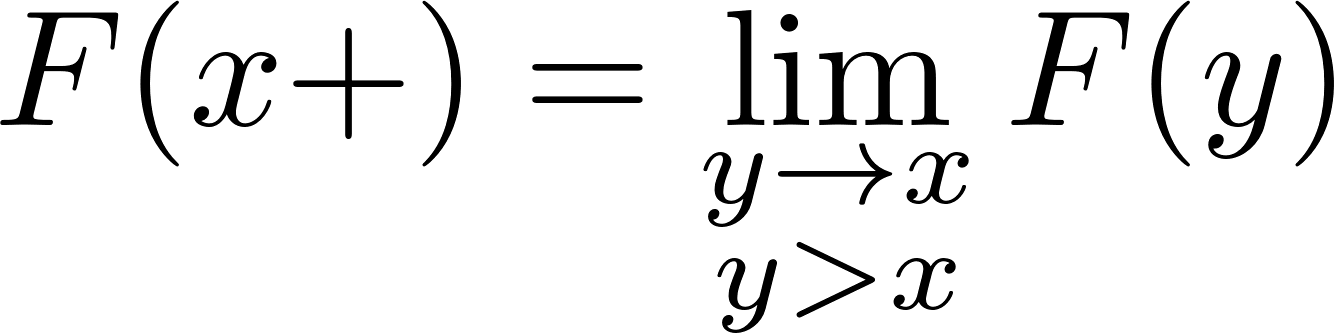 F(x+) = lim F(y)
y→x
y>x